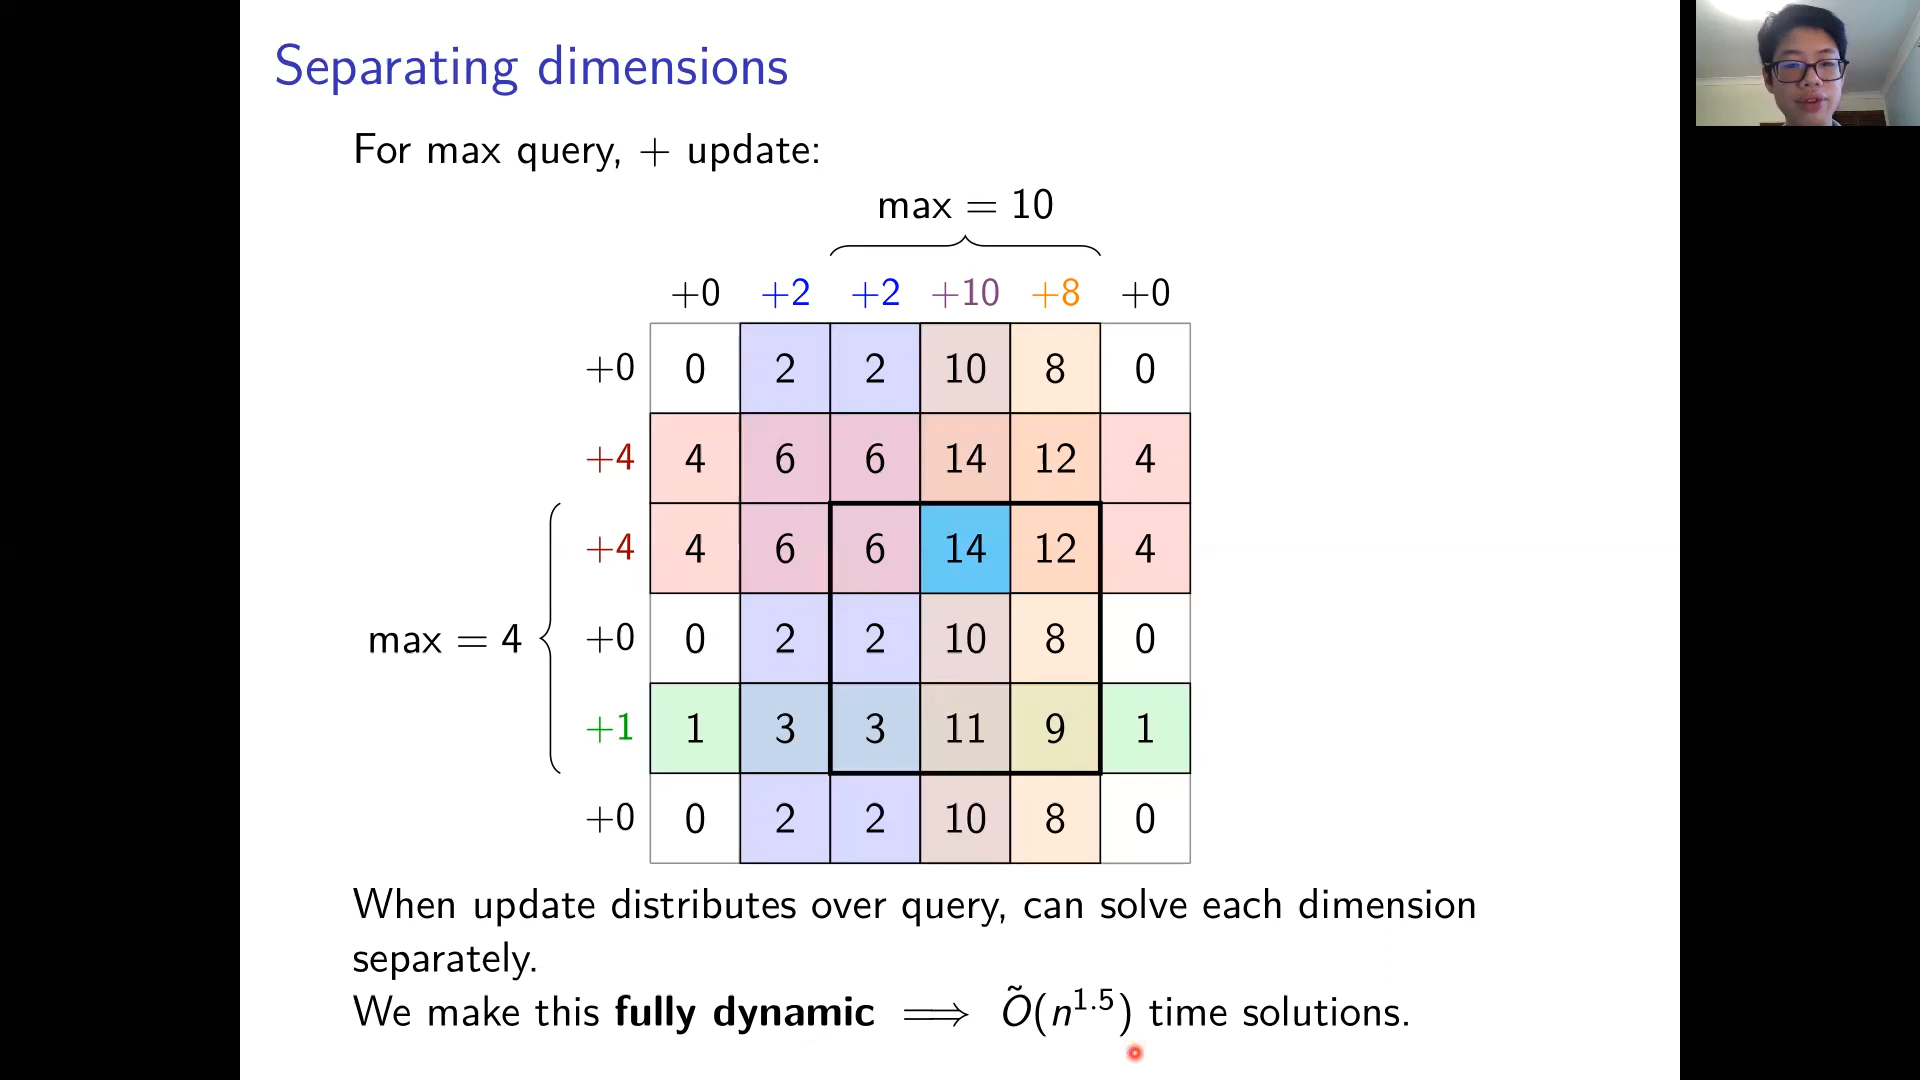 Separating dimensions
For max query, + update:
max = 10
+0 +2 +2 +10 +8 +0
+0 0 2 2 10 8 0
+4 4 6 6 14 12 4
+4 4 6 6 14 12 4
max = 4 +0 0 2 2 10 8 0
+1 1 3 3 11 9 1
+0 0 2 2 10 8 0
When update distributes over query, can solve each dimension
separately.
We make this fully dynamic ⟹ Õ(n^1.5) time solutions.